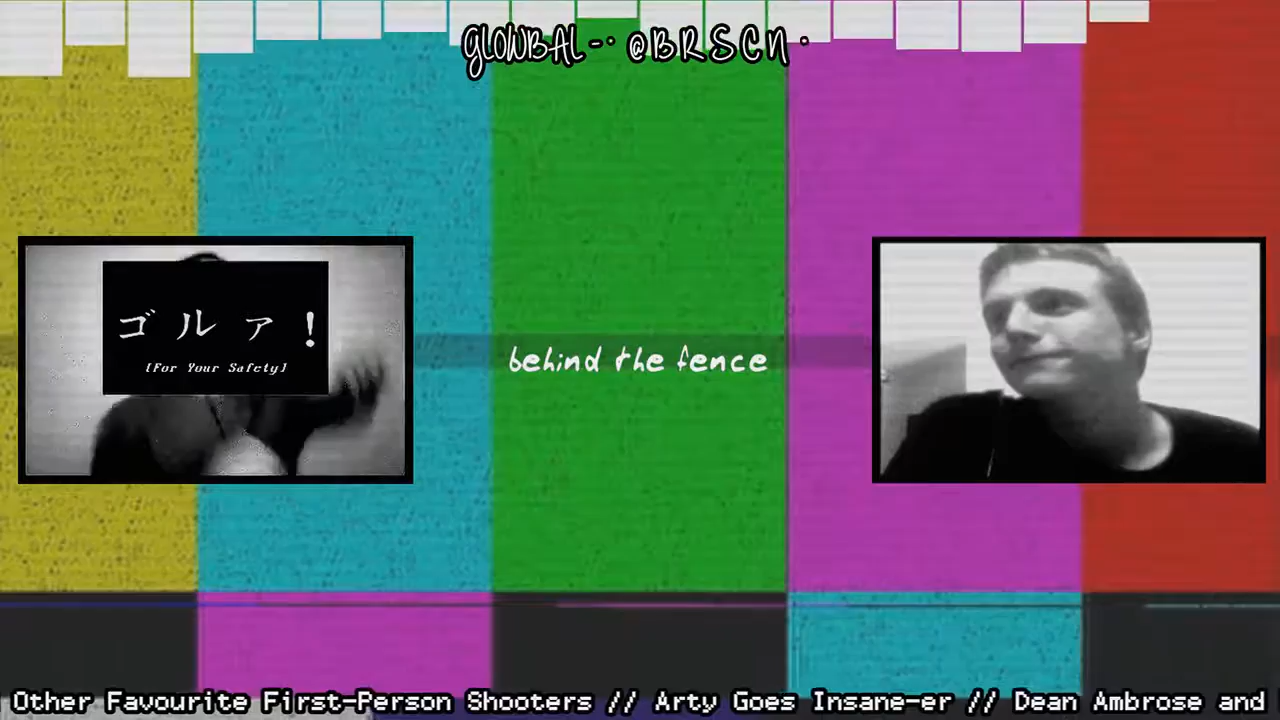 GLOWBAL -· @BRSCN ·
ゴルァ!
[For Your Safety]
behind the fence
Other Favourite First-Person Shooters // Arty Goes Insane-er // Dean Ambrose and